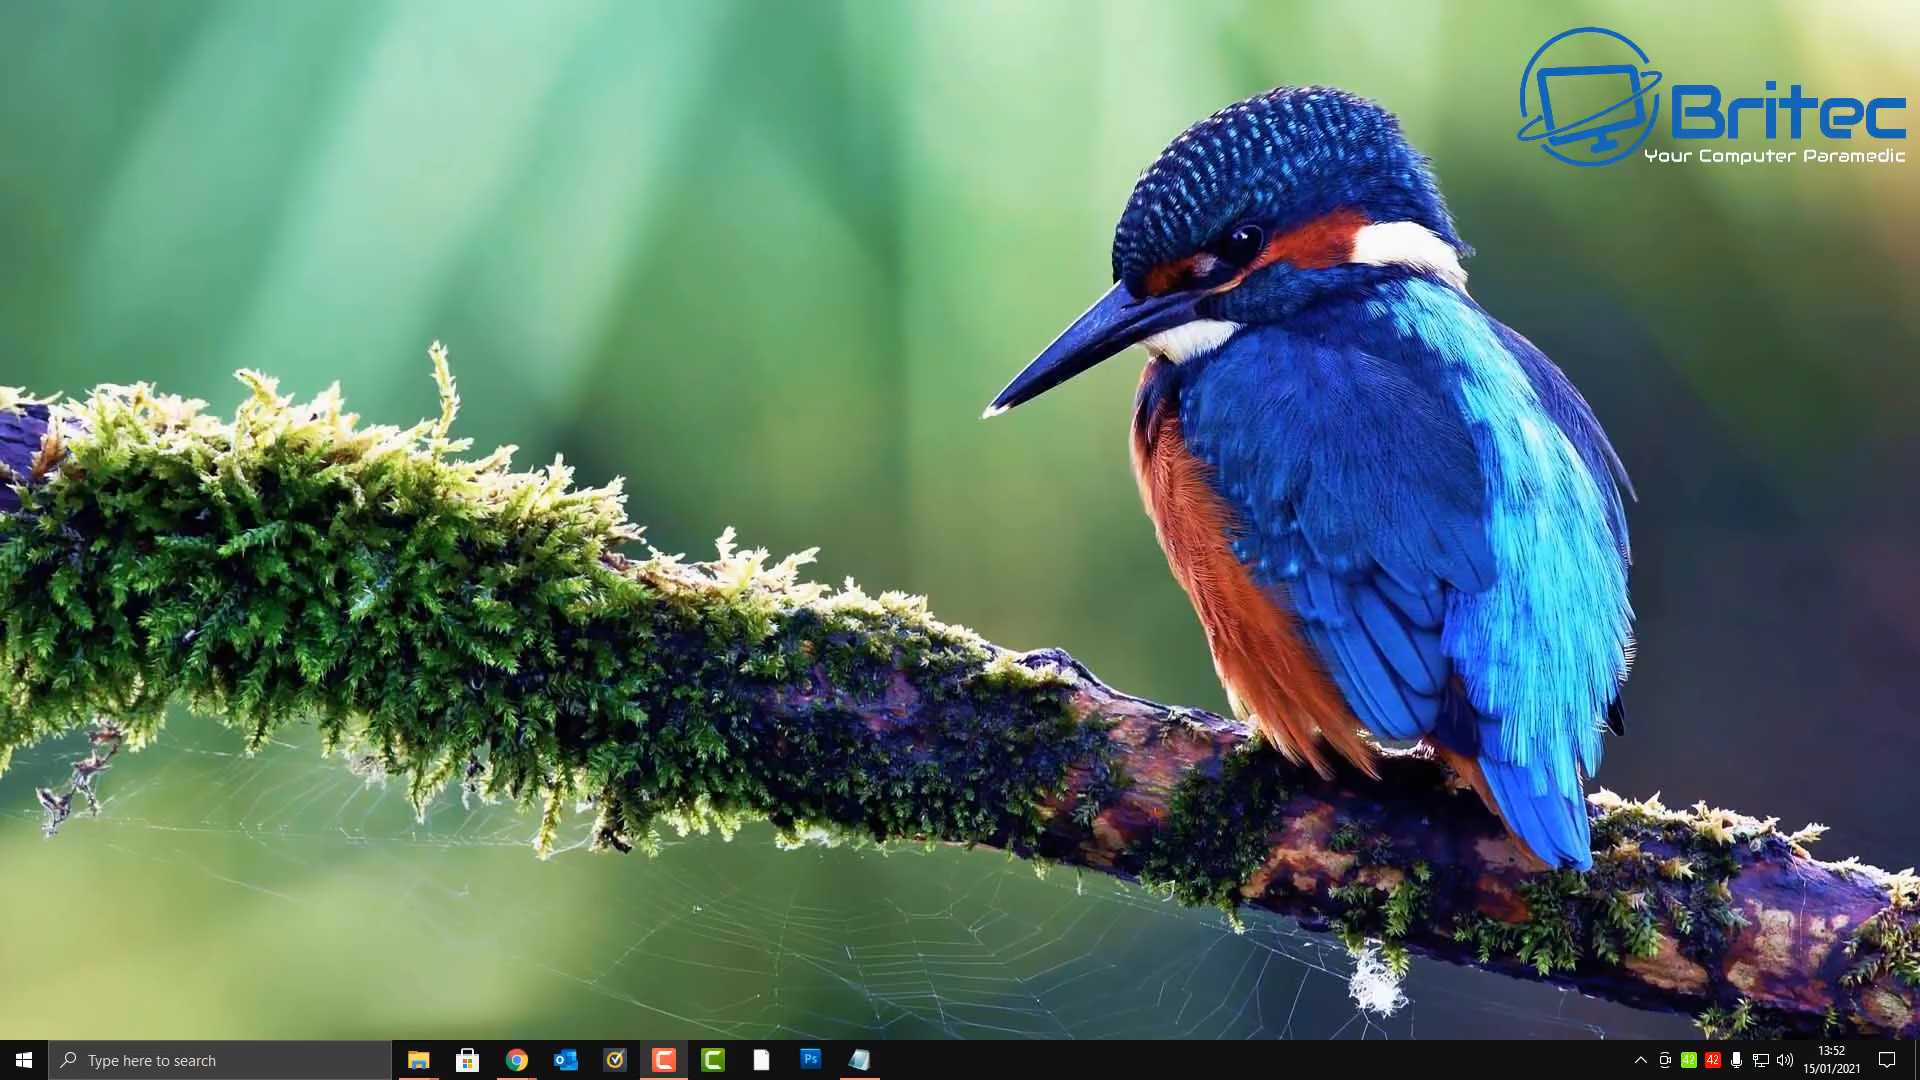 Britec
Your Computer Paramedic
Type here to search
Ps
42
42
13:52
15/01/2021